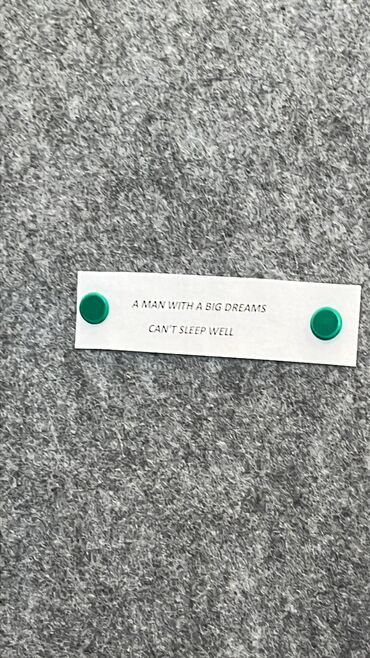 A MAN WITH A BIG DREAMS
CAN'T SLEEP WELL